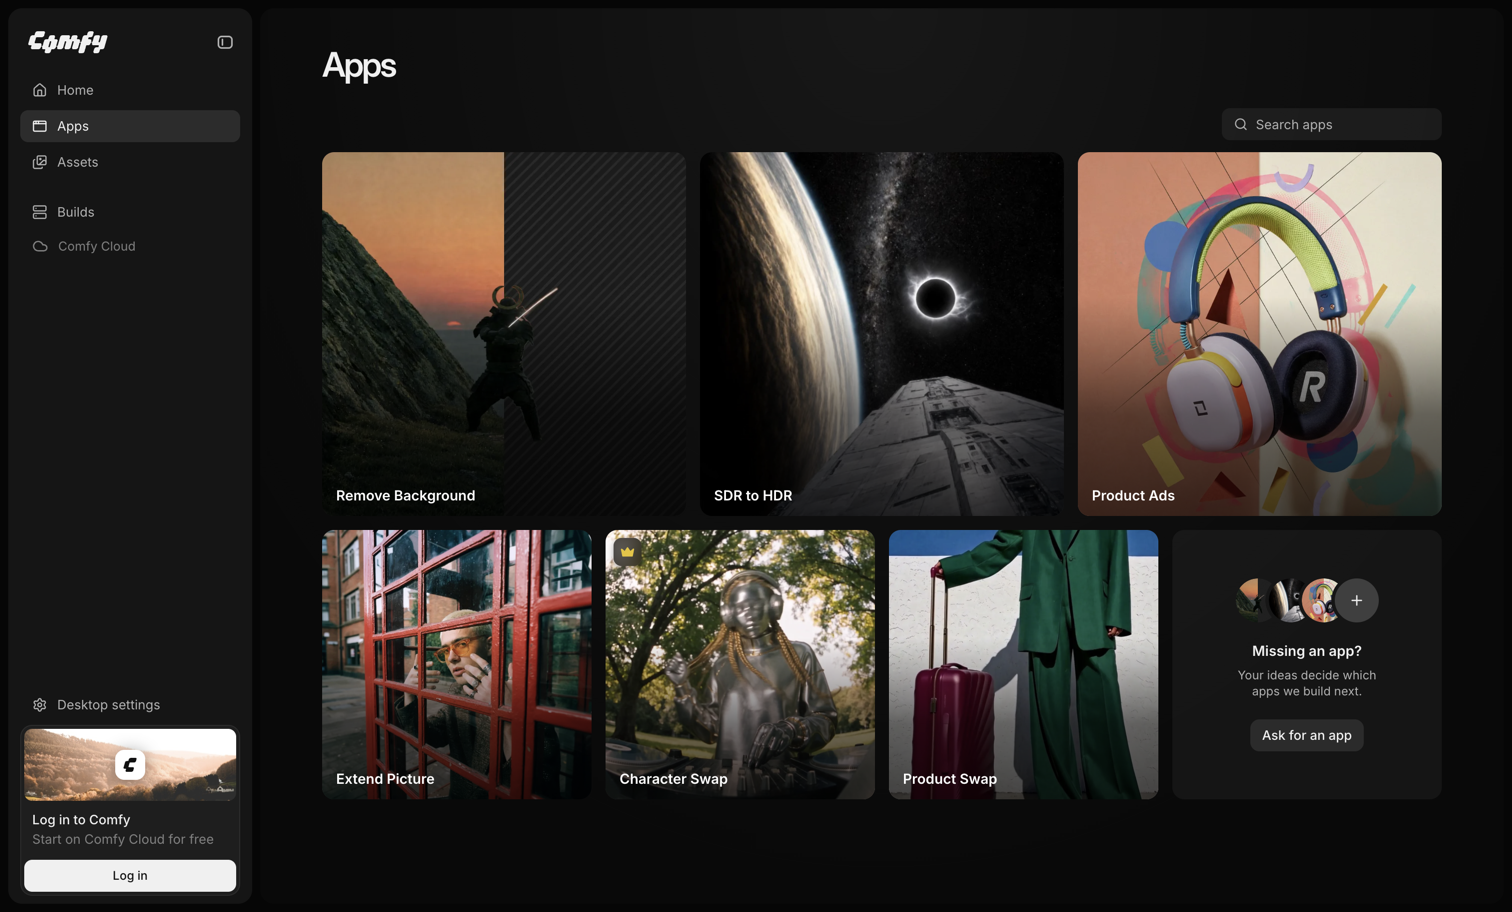 Comfy
Home
Apps
Assets
Builds
Comfy Cloud
Desktop settings
Log in to Comfy
Start on Comfy Cloud for free
Log in
Apps
Search apps
Remove Background
SDR to HDR
R
Product Ads
Extend Picture
Character Swap
Product Swap
Missing an app?
Your ideas decide which
apps we build next.
Ask for an app